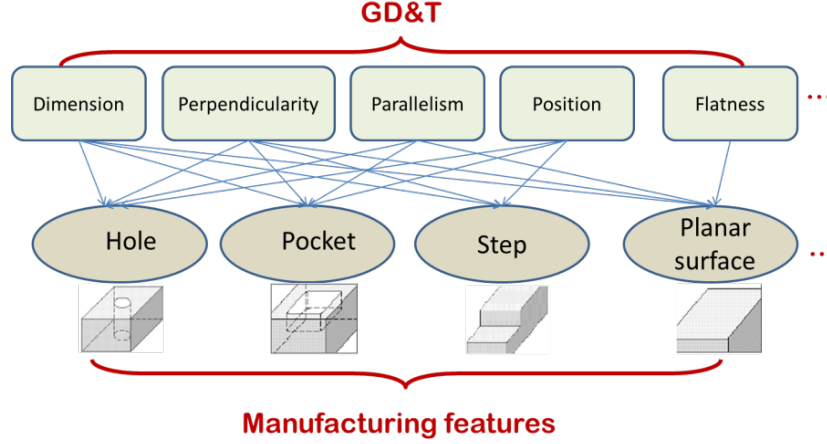 GD&T
Dimension
Perpendicularity
Parallelism
Position
Flatness
...
Hole
Pocket
Step
Planar
surface
...
Manufacturing features